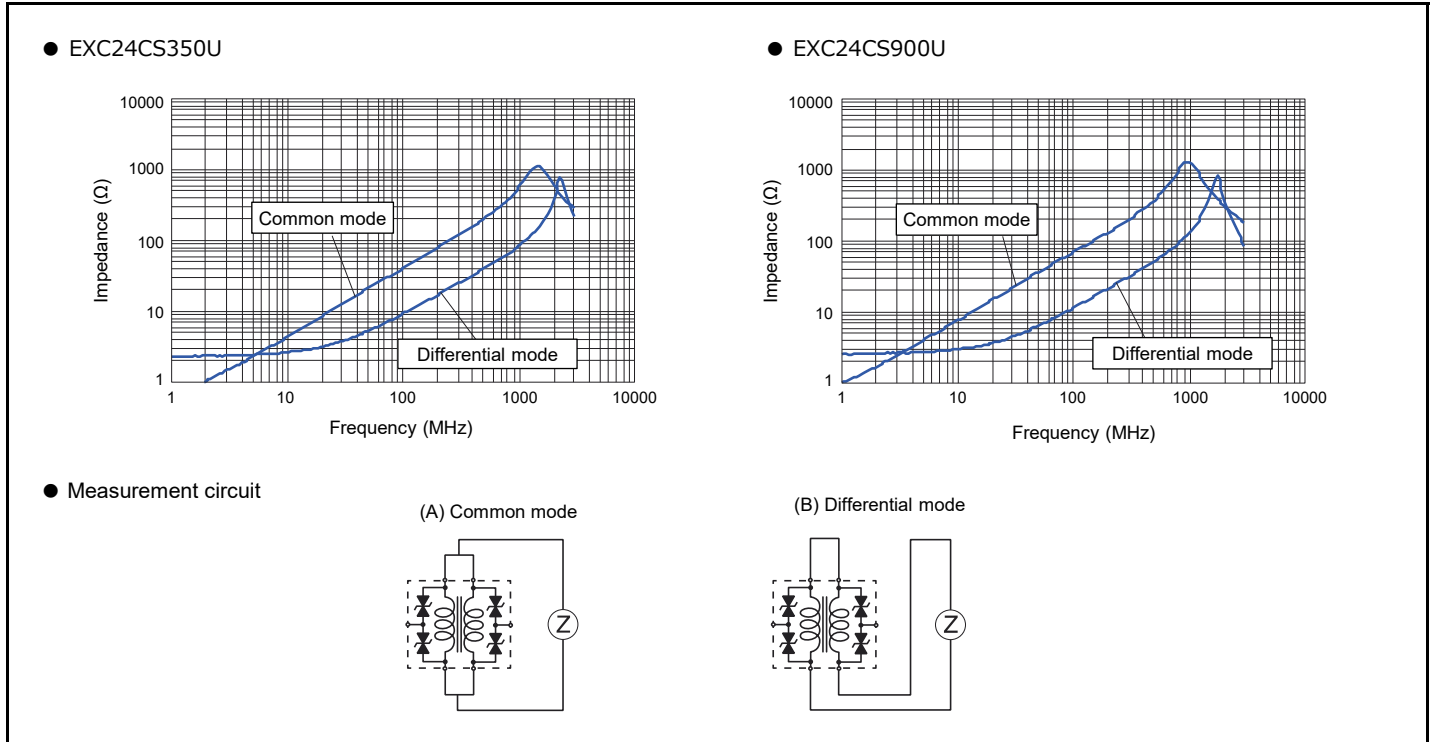 ● EXC24CS350U
10000
1000
100
10
1
Impedance (Ω)
Common mode
Differential mode
1 10 100 1000 10000
Frequency (MHz)
● EXC24CS900U
10000
1000
100
10
1
Impedance (Ω)
Common mode
Differential mode
1 10 100 1000 10000
Frequency (MHz)
● Measurement circuit
(A) Common mode
Z
(B) Differential mode
Z